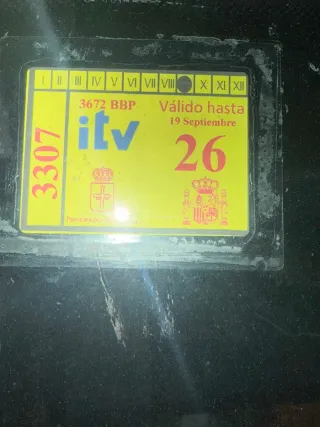 I II III IV V VI VII VIII X XI XII
3672 BBP Válido hasta
19 Septiembre
itv
26
3307